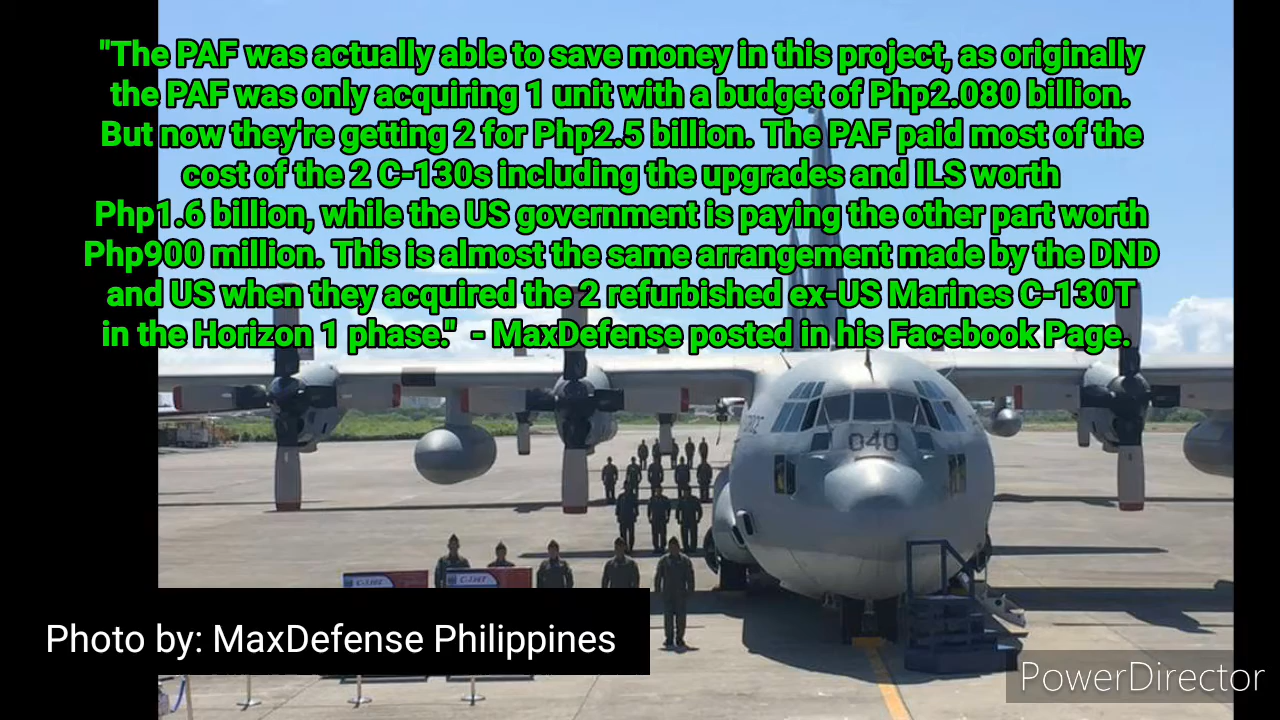 "The PAF was actually able to save money in this project, as originally
the PAF was only acquiring 1 unit with a budget of Php2.080 billion.
But now they're getting 2 for Php2.5 billion. The PAF paid most of the
cost of the 2 C-130s including the upgrades and ILS worth
Php1.6 billion, while the US government is paying the other part worth
Php900 million. This is almost the same arrangement made by the DND
and US when they acquired the 2 refurbished ex-US Marines C-130T
in the Horizon 1 phase." - MaxDefense posted in his Facebook Page.
040
C-130T
C-130T
Photo by: MaxDefense Philippines
PowerDirector